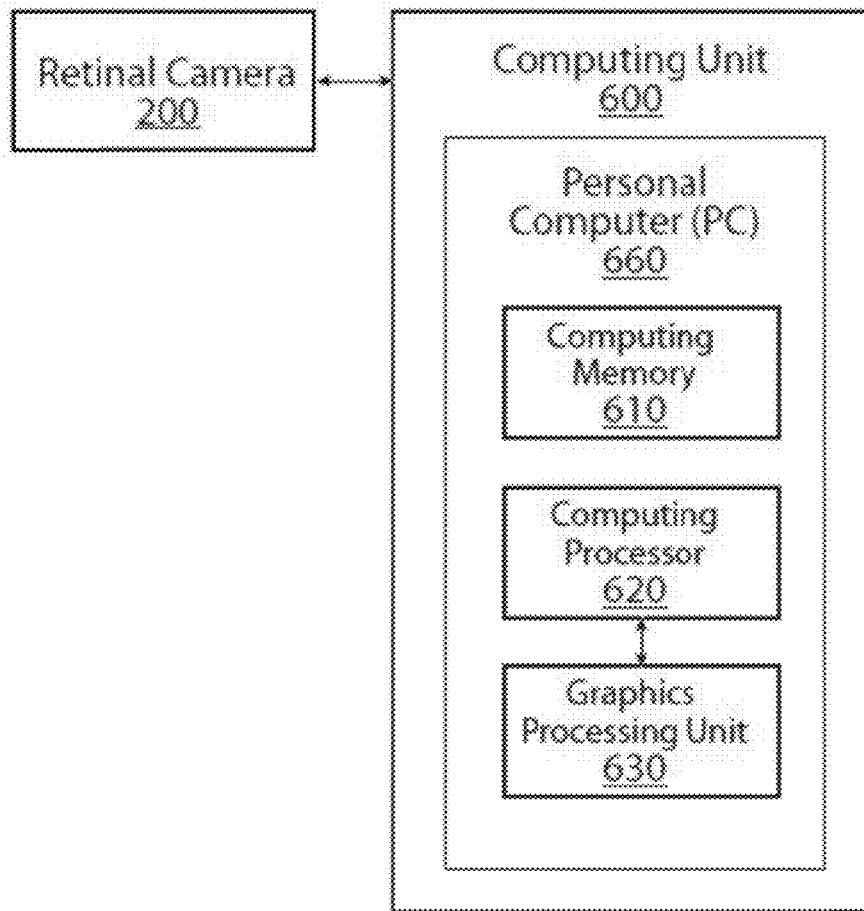 Retinal Camera
200
Computing Unit
600
Personal
Computer (PC)
660
Computing
Memory
610
Computing
Processor
620
Graphics
Processing Unit
630